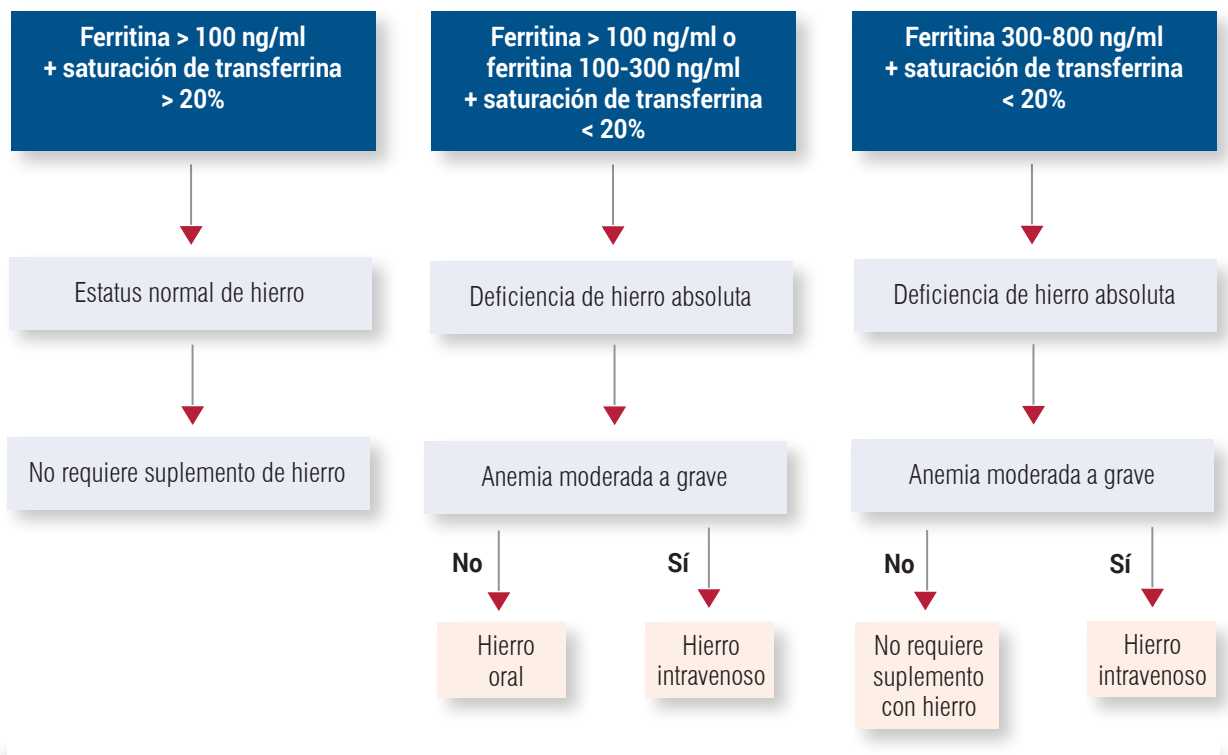 Ferritina > 100 ng/ml
+ saturación de transferrina
> 20%
Estatus normal de hierro
No requiere suplemento de hierro
Ferritina > 100 ng/ml o
ferritina 100-300 ng/ml
+ saturación de transferrina
< 20%
Deficiencia de hierro absoluta
Anemia moderada a grave
No
Sí
Hierro
oral
Hierro
intravenoso
Ferritina 300-800 ng/ml
+ saturación de transferrina
< 20%
Deficiencia de hierro absoluta
Anemia moderada a grave
No
Sí
No requiere
suplemento
con hierro
Hierro
intravenoso